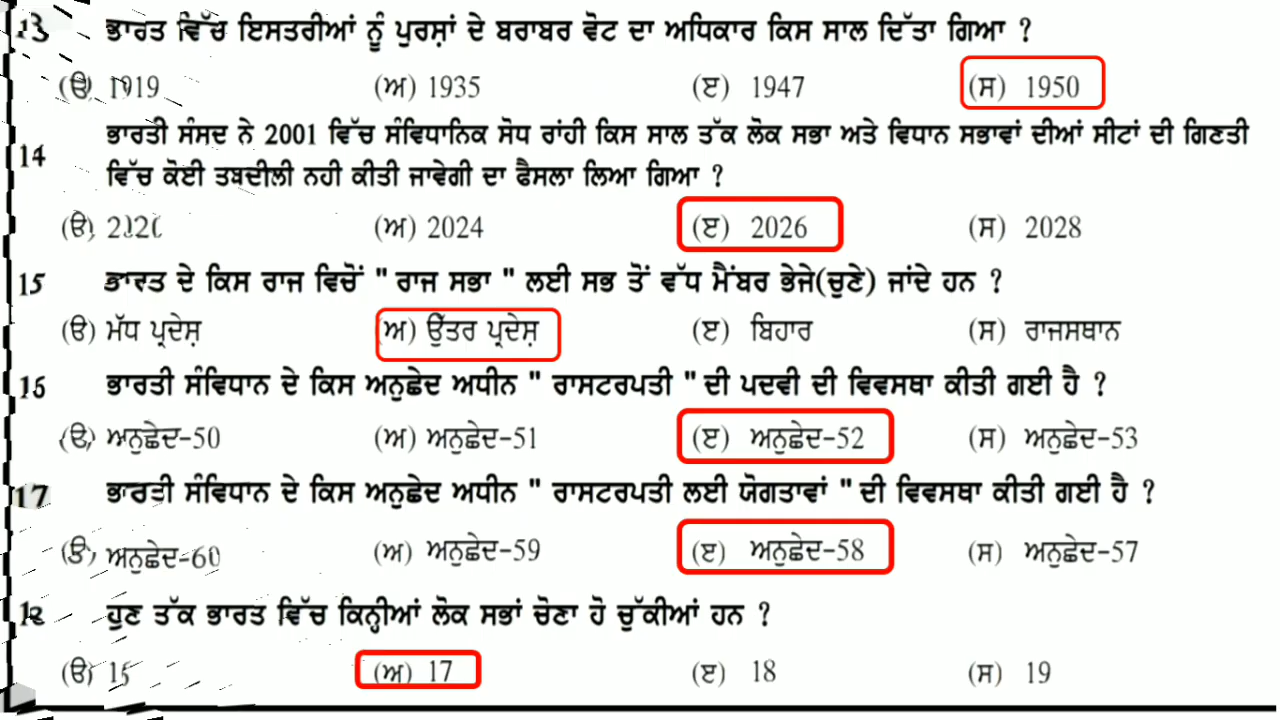 13 ਭਾਰਤ ਵਿੱਚ ਇਸਤਰੀਆਂ ਨੂੰ ਪੁਰਸ਼ਾਂ ਦੇ ਬਰਾਬਰ ਵੋਟ ਦਾ ਅਧਿਕਾਰ ਕਿਸ ਸਾਲ ਦਿੱਤਾ ਗਿਆ ?
(ੳ) 1919 (ਅ) 1935 (ੲ) 1947 (ਸ) 1950
ਭਾਰਤੀ ਸੰਸਦ ਨੇ 2001 ਵਿੱਚ ਸੰਵਿਧਾਨਿਕ ਸੋਧ ਰਾਂਹੀ ਕਿਸ ਸਾਲ ਤੱਕ ਲੋਕ ਸਭਾ ਅਤੇ ਵਿਧਾਨ ਸਭਾਵਾਂ ਦੀਆਂ ਸੀਟਾਂ ਦੀ ਗਿਣਤੀ
14 ਵਿੱਚ ਕੋਈ ਤਬਦੀਲੀ ਨਹੀ ਕੀਤੀ ਜਾਵੇਗੀ ਦਾ ਫੈਸਲਾ ਲਿਆ ਗਿਆ ?
(ੳ) 2020 (ਅ) 2024 (ੲ) 2026 (ਸ) 2028
15 ਭਾਰਤ ਦੇ ਕਿਸ ਰਾਜ ਵਿਚੋਂ " ਰਾਜ ਸਭਾ " ਲਈ ਸਭ ਤੋਂ ਵੱਧ ਮੈਂਬਰ ਭੇਜੇ(ਚੁਣੇ) ਜਾਂਦੇ ਹਨ ?
(ੳ) ਮੱਧ ਪ੍ਰਦੇਸ਼ (ਅ) ਉੱਤਰ ਪ੍ਰਦੇਸ਼ (ੲ) ਬਿਹਾਰ (ਸ) ਰਾਜਸਥਾਨ
16 ਭਾਰਤੀ ਸੰਵਿਧਾਨ ਦੇ ਕਿਸ ਅਨੁਛੇਦ ਅਧੀਨ " ਰਾਸਟਰਪਤੀ " ਦੀ ਪਦਵੀ ਦੀ ਵਿਵਸਥਾ ਕੀਤੀ ਗਈ ਹੈ ?
(ੳ) ਅਨੁਛੇਦ-50 (ਅ) ਅਨੁਛੇਦ-51 (ੲ) ਅਨੁਛੇਦ-52 (ਸ) ਅਨੁਛੇਦ-53
17 ਭਾਰਤੀ ਸੰਵਿਧਾਨ ਦੇ ਕਿਸ ਅਨੁਛੇਦ ਅਧੀਨ " ਰਾਸਟਰਪਤੀ ਲਈ ਯੋਗਤਾਵਾਂ " ਦੀ ਵਿਵਸਥਾ ਕੀਤੀ ਗਈ ਹੈ ?
(ੳ) ਅਨੁਛੇਦ-60 (ਅ) ਅਨੁਛੇਦ-59 (ੲ) ਅਨੁਛੇਦ-58 (ਸ) ਅਨੁਛੇਦ-57
18 ਹੁਣ ਤੱਕ ਭਾਰਤ ਵਿੱਚ ਕਿਨ੍ਹੀਆਂ ਲੋਕ ਸਭਾਂ ਚੋਣਾ ਹੋ ਚੁੱਕੀਆਂ ਹਨ ?
(ੳ) (ਅ) 17 (ੲ) 18 (ਸ) 19